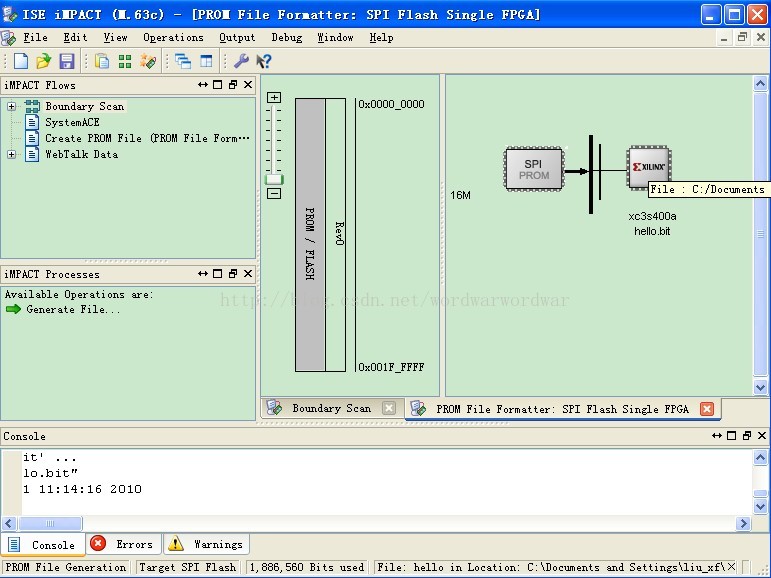 ISE iMPACT (M.63c) - [PROM File Formatter: SPI Flash Single FPGA]
File Edit View Operations Output Debug Window Help
iMPACT Flows
Boundary Scan
SystemACE
Create PROM File (PROM File Form...
WebTalk Data
iMPACT Processes
Available Operations are:
Generate File...
0x0000_0000
PROM / FLASH
Rev0
0x001F_FFFF
16M
SPI
PROM
XILINX
File : C:/Documents
xc3s400a
hello.bit
http://blog.csdn.net/wordwarwordwar
Boundary Scan
PROM File Formatter: SPI Flash Single FPGA
Console
it' ...
lo.bit"
1 11:14:16 2010
Console Errors Warnings
PROM File Generation Target SPI Flash 1,886,560 Bits used File: hello in Location: C:\Documents and Settings\liu_xf\